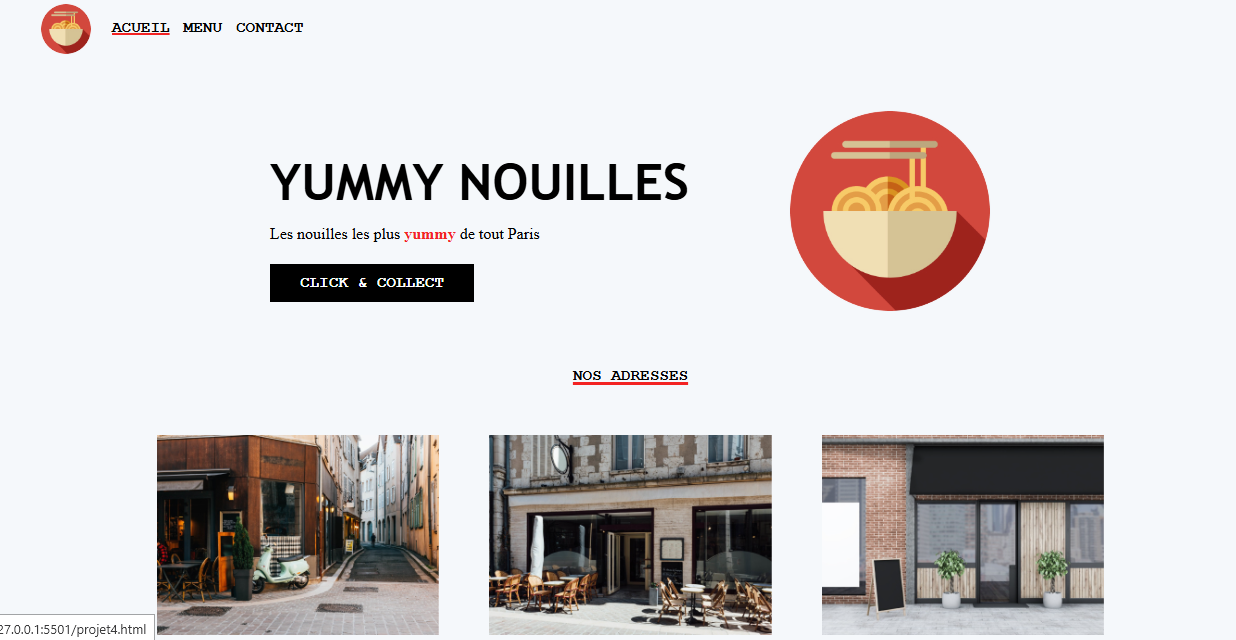 ACUEIL MENU CONTACT
YUMMY NOUILLES
Les nouilles les plus yummy de tout Paris
CLICK & COLLECT
NOS ADRESSES
27.0.0.1:5501/projet4.html